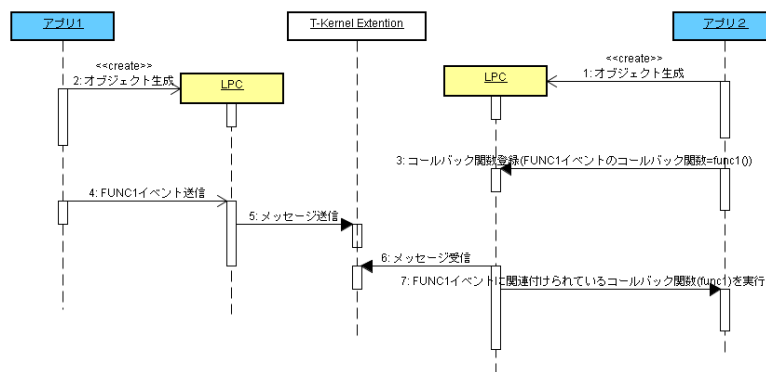 アプリ1
T-Kernel Extention
アプリ2
<<create>>
2: オブジェクト生成
LPC
LPC
<<create>>
1: オブジェクト生成
3: コールバック関数登録(FUNC1イベントのコールバック関数=func1())
4: FUNC1イベント送信
5: メッセージ送信
6: メッセージ受信
7: FUNC1イベントに関連付けられているコールバック関数(func1)を実行